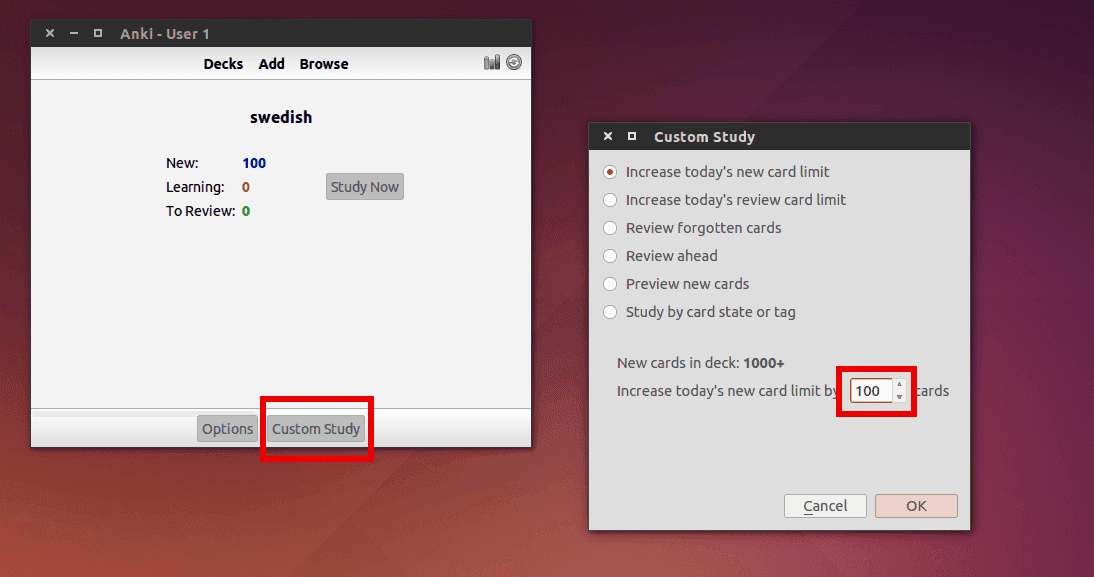 Anki - User 1
Decks Add Browse
swedish
New: 100
Learning: 0
Study Now
To Review: 0
Options Custom Study
Custom Study
Increase today's new card limit
Increase today's review card limit
Review forgotten cards
Review ahead
Preview new cards
Study by card state or tag
New cards in deck: 1000+
Increase today's new card limit by 100 cards
Cancel OK